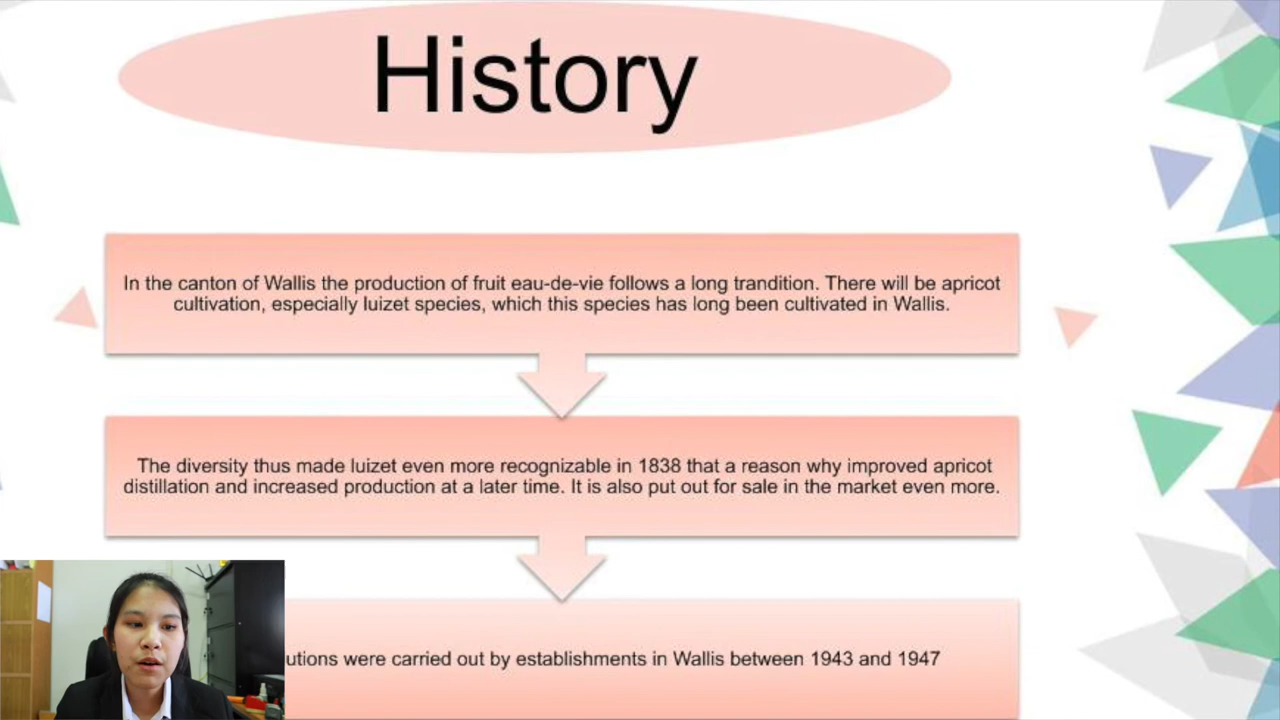 History
In the canton of Wallis the production of fruit eau-de-vie follows a long trandition. There will be apricot
cultivation, especially luizet species, which this species has long been cultivated in Wallis.
The diversity thus made luizet even more recognizable in 1838 that a reason why improved apricot
distillation and increased production at a later time. It is also put out for sale in the market even more.
were carried out by establishments in Wallis between 1943 and 1947